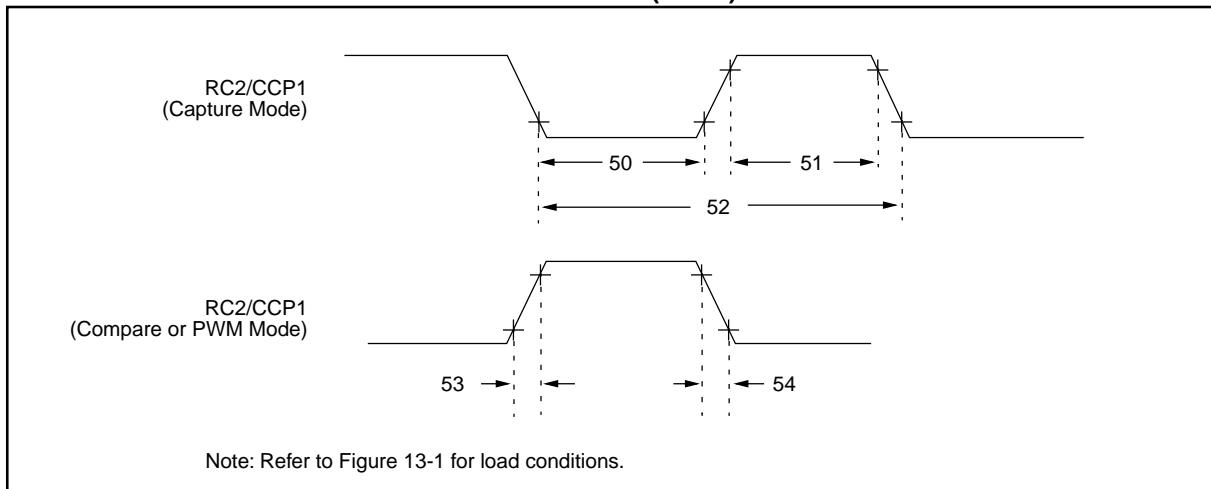 RC2/CCP1
(Capture Mode)
50
51
52
RC2/CCP1
(Compare or PWM Mode)
53
54
Note: Refer to Figure 13-1 for load conditions.